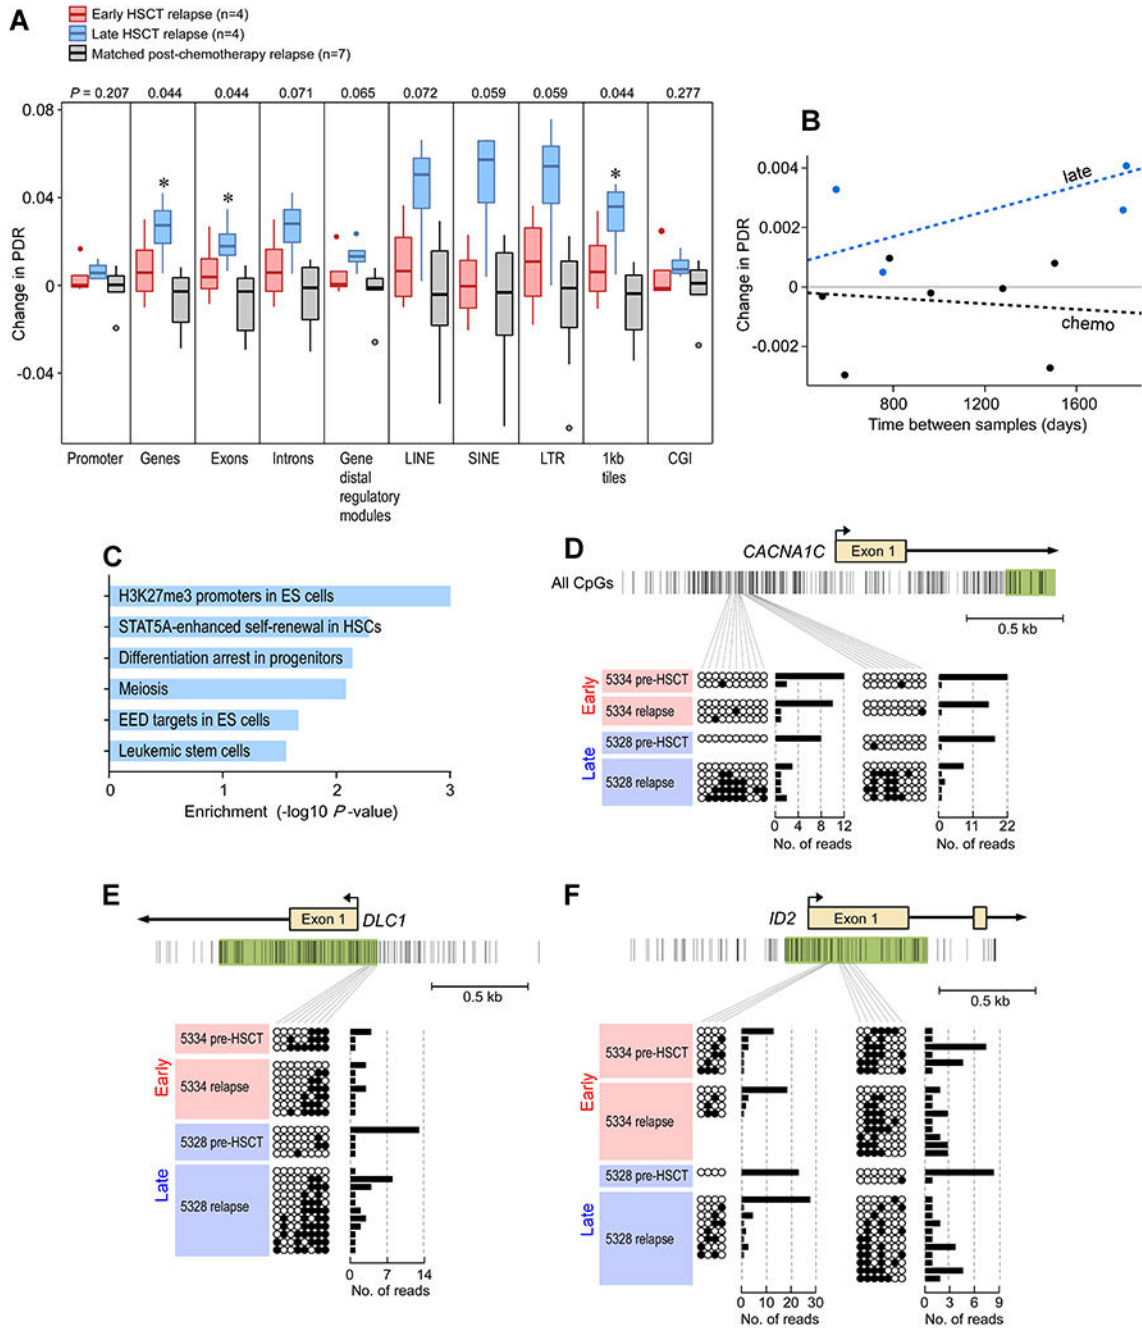 A
Early HSCT relapse (n=4)
Late HSCT relapse (n=4)
Matched post-chemotherapy relapse (n=7)
P = 0.207 0.044 0.044 0.071 0.065 0.072 0.059 0.059 0.044 0.277
0.08
0.04
0
-0.04
Change in PDR
* * *
Promoter Genes Exons Introns Gene distal regulatory modules LINE SINE LTR 1kb tiles CGI
B
0.004
0.002
0
-0.002
Change in PDR
late
chemo
800 1200 1600
Time between samples (days)
C
H3K27me3 promoters in ES cells
STAT5A-enhanced self-renewal in HSCs
Differentiation arrest in progenitors
Meiosis
EED targets in ES cells
Leukemic stem cells
0 1 2 3
Enrichment (-log10 P-value)
D
CACNA1C
Exon 1
All CpGs
0.5 kb
Early
5334 pre-HSCT
5334 relapse
Late
5328 pre-HSCT
5328 relapse
0 4 8 12 0 11 22
No. of reads No. of reads
E
Exon 1 DLC1
0.5 kb
Early
5334 pre-HSCT
5334 relapse
Late
5328 pre-HSCT
5328 relapse
0 7 14
No. of reads
F
ID2 Exon 1
0.5 kb
Early
5334 pre-HSCT
5334 relapse
Late
5328 pre-HSCT
5328 relapse
0 10 20 30 0 3 6 9
No. of reads No. of reads